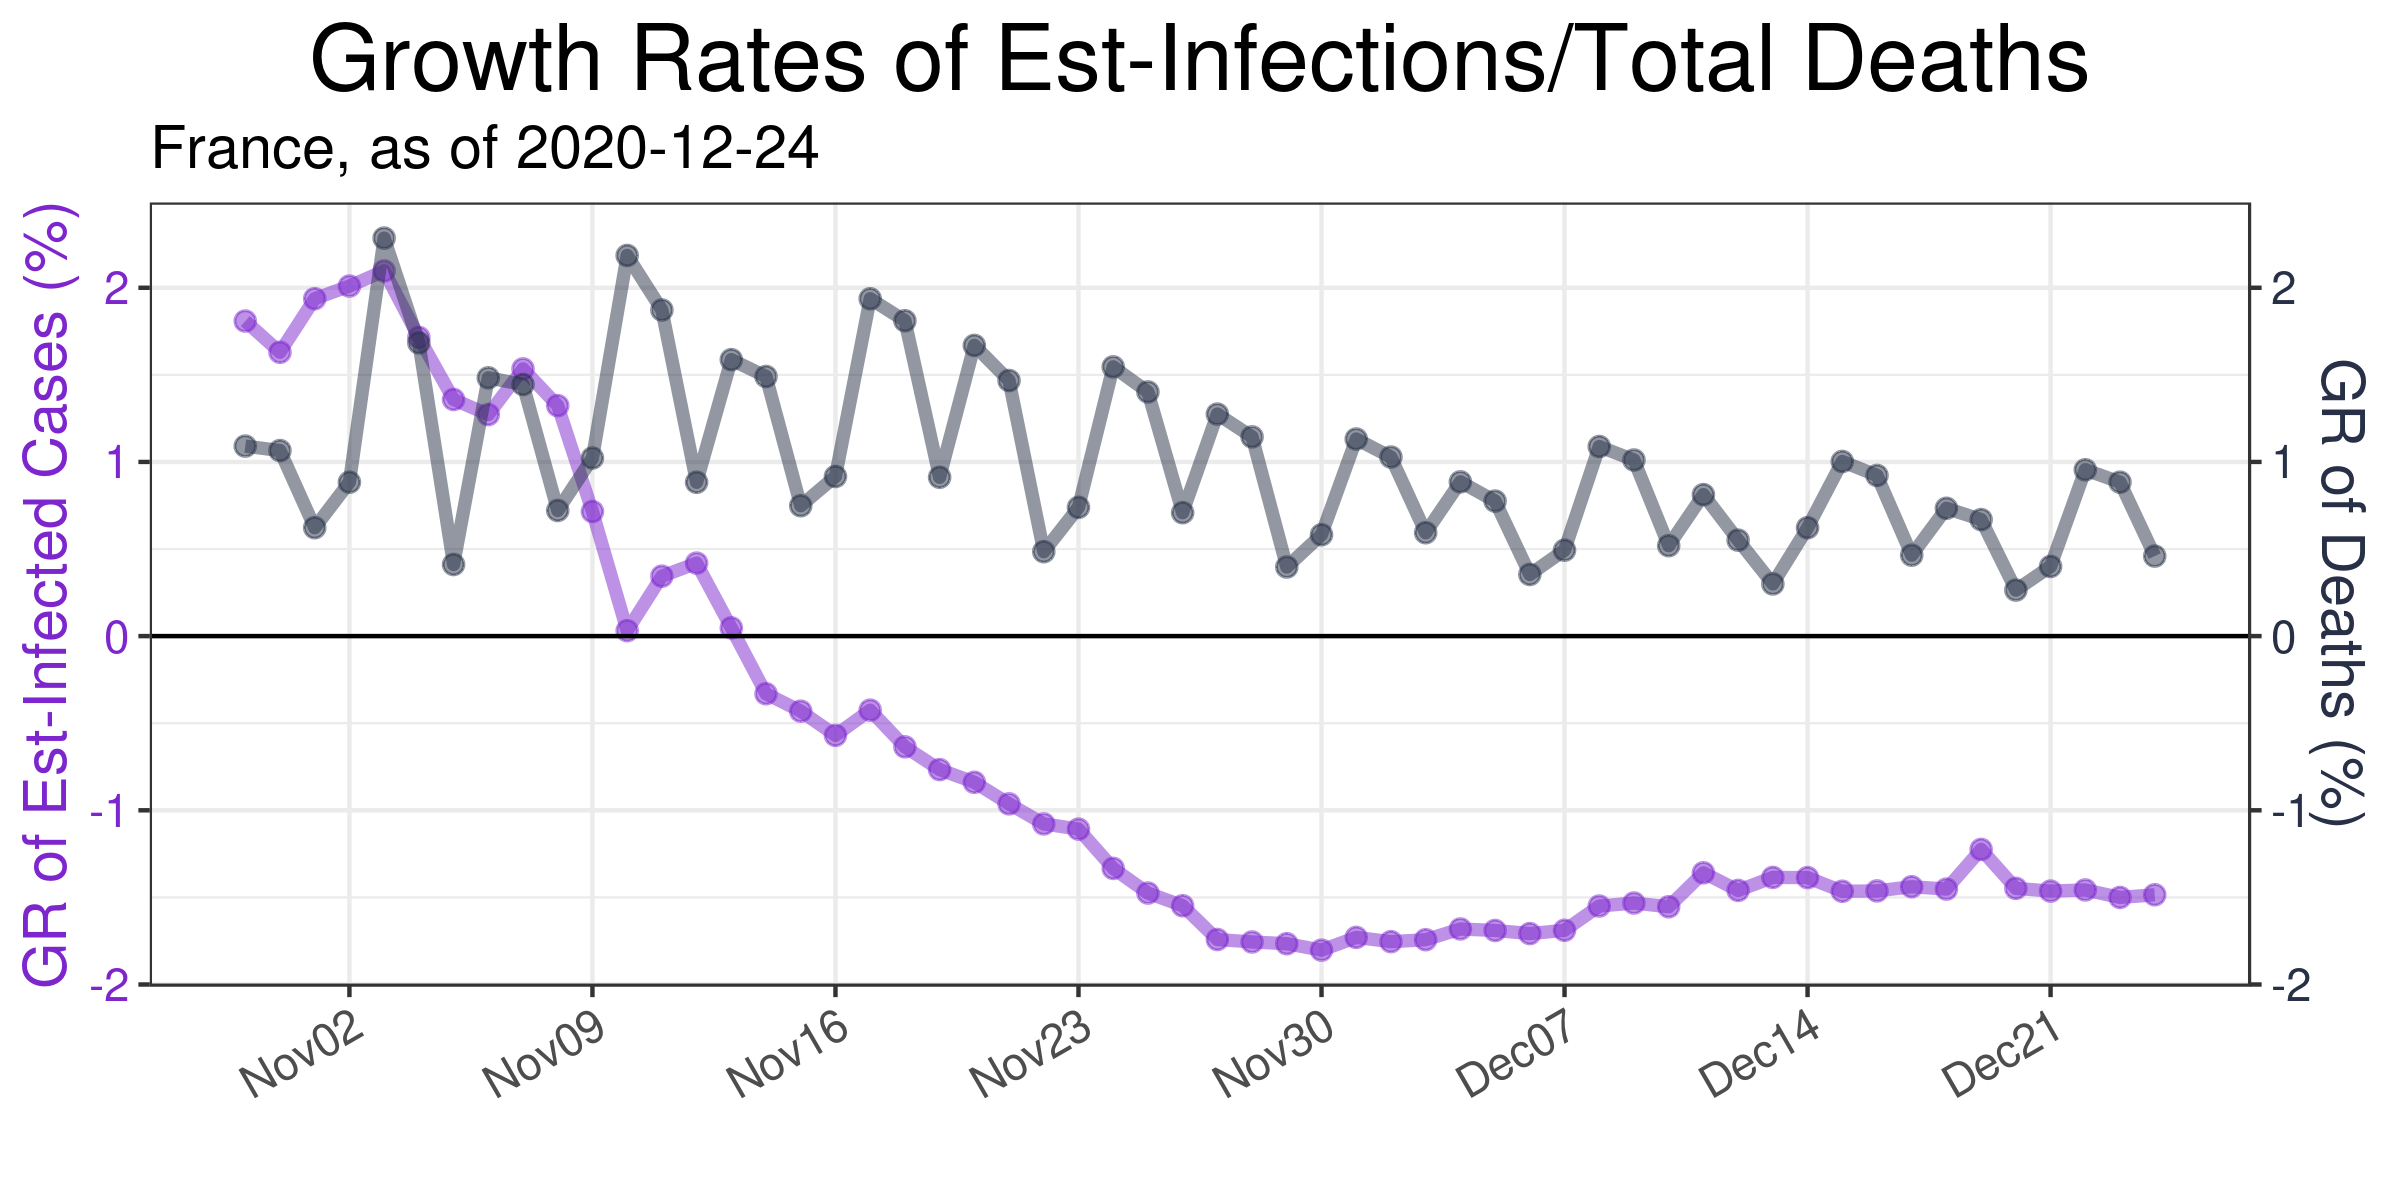 Growth Rates of Est-Infections/Total Deaths
France, as of 2020-12-24
GR of Est-Infected Cases (%)
2
1
0
-1
-2
2
1
0
-1
-2
GR of Deaths (%)
Nov02
Nov09
Nov16
Nov23
Nov30
Dec07
Dec14
Dec21